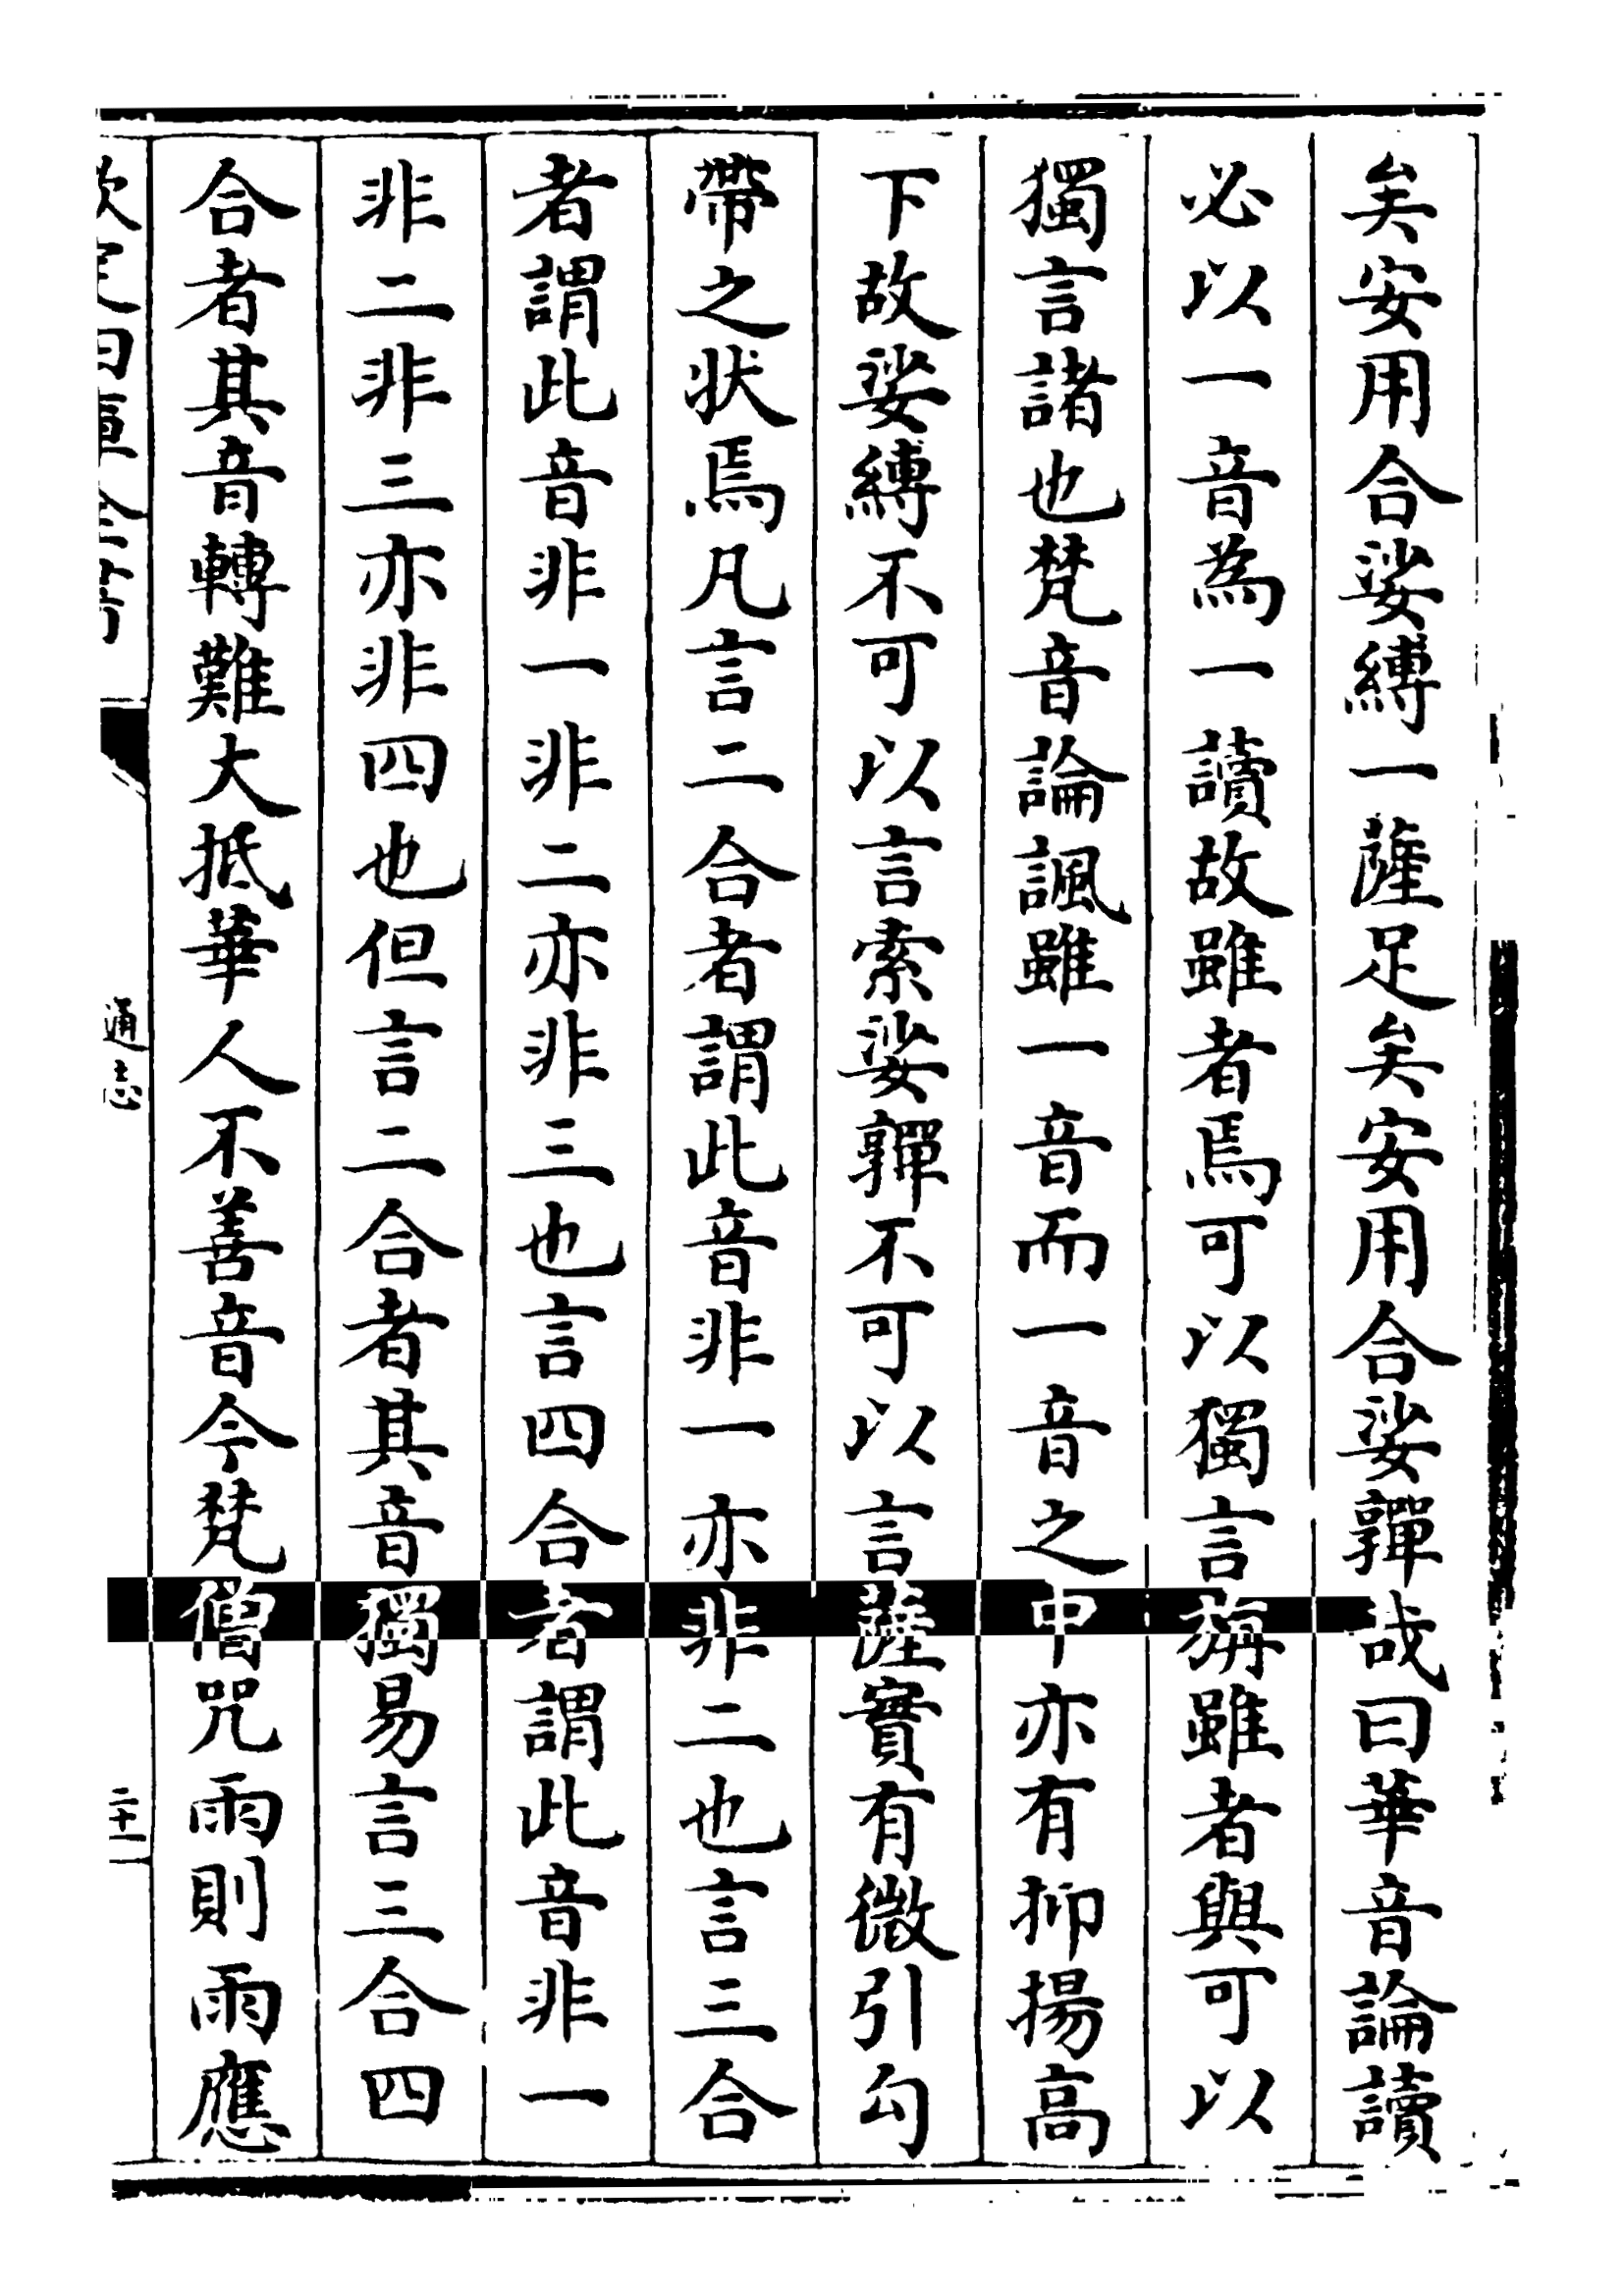 矣安用合娑縛一薩足矣安用合娑嚲哉曰華音論讀
必以一音為一讀故雖者焉可以獨言旃雖者與可以
獨言諸也梵音論諷雖一音而一音之中亦有抑揚高
下故娑縛不可以言索娑嚲不可以言薩實有微引勾
帶之狀焉凡言二合者謂此音非一亦非二也言三合
者謂此音非一非二亦非三也言四合者謂此音非一
非二非三亦非四也但言二合者其音獨易言三合四
合者其音轉難大抵華人不善音今梵僧咒雨則雨應
欽定四庫全書
通志
二十一